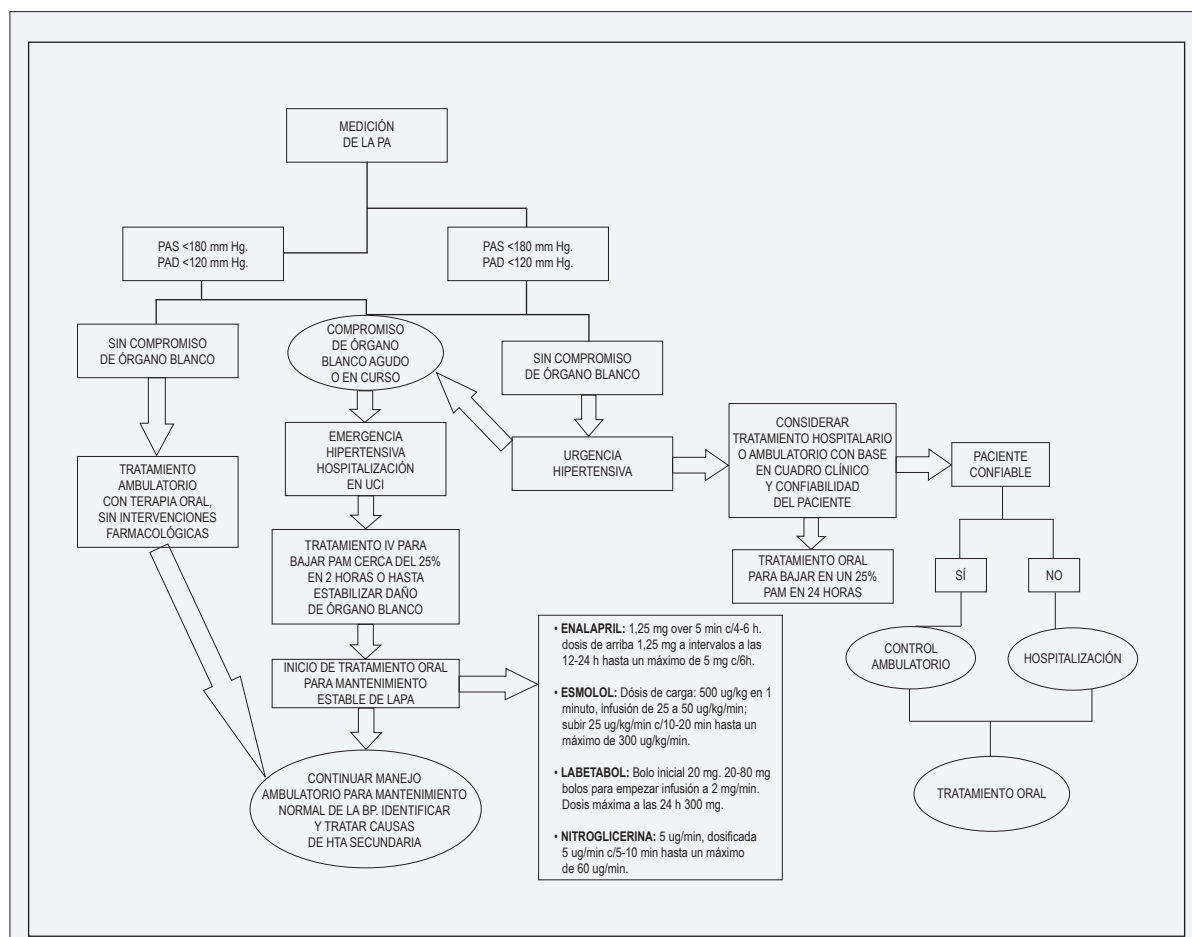 MEDICIÓN
DE LA PA
PAS <180 mm Hg.
PAD <120 mm Hg.
PAS <180 mm Hg.
PAD <120 mm Hg.
SIN COMPROMISO
DE ÓRGANO BLANCO
COMPROMISO
DE ÓRGANO
BLANCO AGUDO
O EN CURSO
SIN COMPROMISO
DE ÓRGANO BLANCO
TRATAMIENTO
AMBULATORIO
CON TERAPIA ORAL,
SIN INTERVENCIONES
FARMACOLÓGICAS
EMERGENCIA
HIPERTENSIVA
HOSPITALIZACIÓN
EN UCI
URGENCIA
HIPERTENSIVA
CONSIDERAR
TRATAMIENTO HOSPITALARIO
O AMBULATORIO CON BASE
EN CUADRO CLÍNICO
Y CONFIABILIDAD
DEL PACIENTE
PACIENTE
CONFIABLE
TRATAMIENTO IV PARA
BAJAR PAM CERCA DEL 25%
EN 2 HORAS O HASTA
ESTABILIZAR DAÑO
DE ÓRGANO BLANCO
TRATAMIENTO ORAL
PARA BAJAR EN UN 25%
PAM EN 24 HORAS
SÍ
NO
CONTROL
AMBULATORIO
HOSPITALIZACIÓN
INICIO DE TRATAMIENTO ORAL
PARA MANTENIMIENTO
ESTABLE DE LAPA
• ENALAPRIL: 1,25 mg over 5 min c/4-6 h.
dosis de arriba 1,25 mg a intervalos a las
12-24 h hasta un máximo de 5 mg c/6h.
• ESMOLOL: Dósis de carga: 500 ug/kg en 1
minuto, infusión de 25 a 50 ug/kg/min;
subir 25 ug/kg/min c/10-20 min hasta un
máximo de 300 ug/kg/min.
• LABETABOL: Bolo inicial 20 mg. 20-80 mg
bolos para empezar infusión a 2 mg/min.
Dosis máxima a las 24 h 300 mg.
• NITROGLICERINA: 5 ug/min, dosificada
5 ug/min c/5-10 min hasta un máximo
de 60 ug/min.
CONTINUAR MANEJO
AMBULATORIO PARA MANTENIMIENTO
NORMAL DE LA BP. IDENTIFICAR
Y TRATAR CAUSAS
DE HTA SECUNDARIA
TRATAMIENTO ORAL